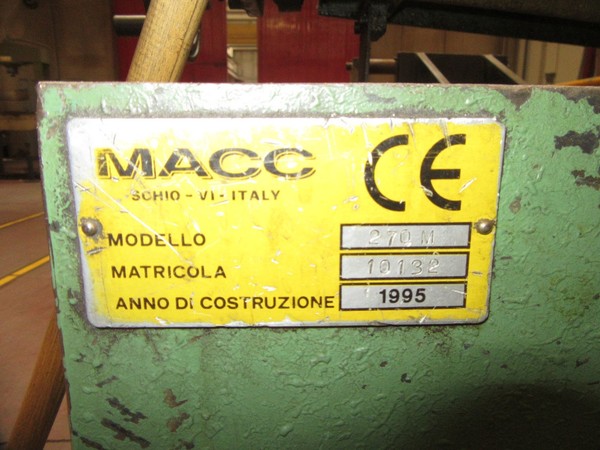 MACC
SCHIO - VI - ITALY
CE
MODELLO 270 M
MATRICOLA 10132
ANNO DI COSTRUZIONE 1995